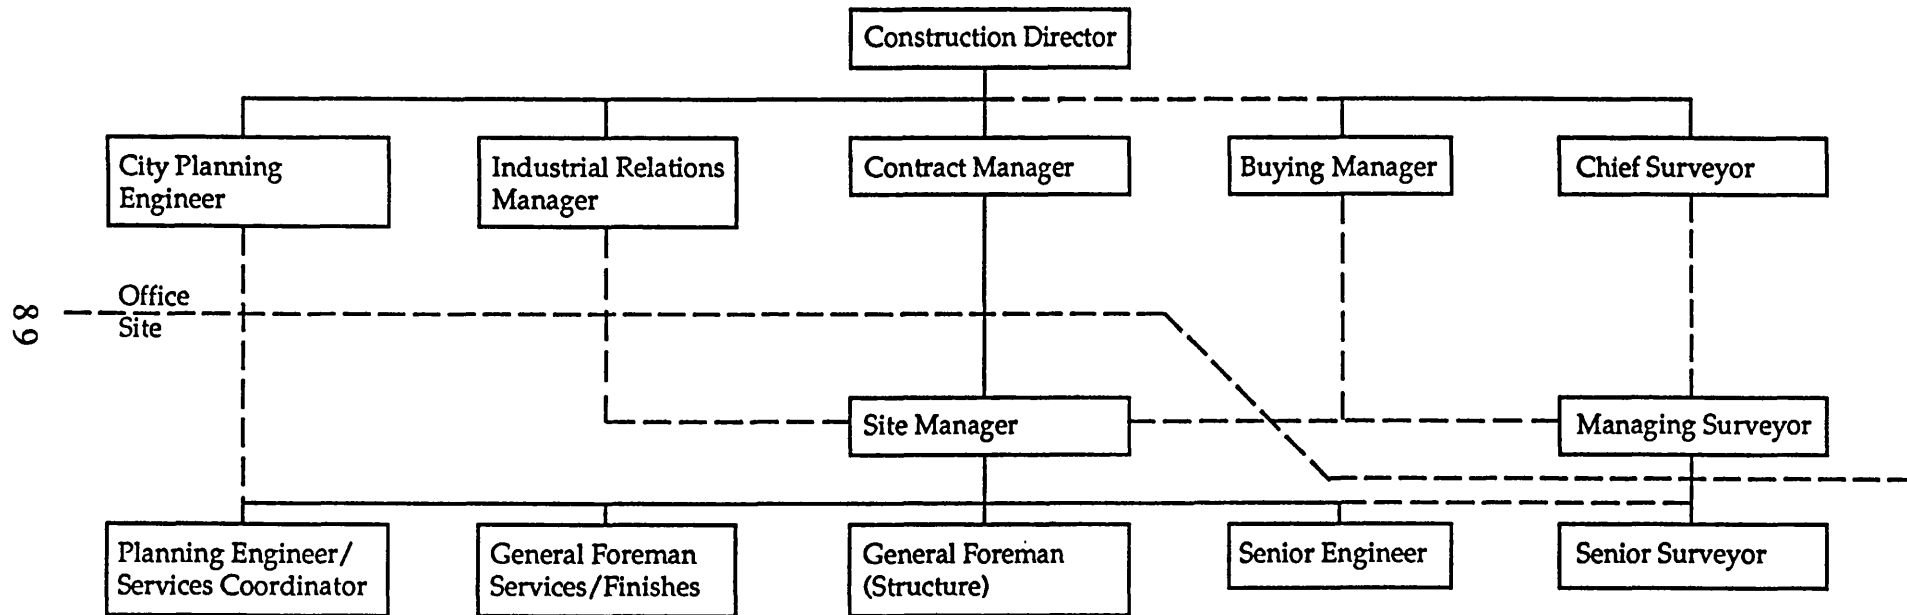 Construction Director
City Planning
Engineer
Industrial Relations
Manager
Contract Manager
Buying Manager
Chief Surveyor
Office
Site
89
Site Manager
Managing Surveyor
Planning Engineer/
Services Coordinator
General Foreman
Services/Finishes
General Foreman
(Structure)
Senior Engineer
Senior Surveyor